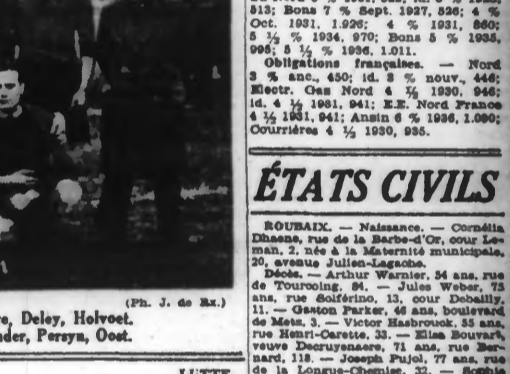 513; Bons 7 % Sept. 1927, 526; 4 %
Oct. 1931, 1.926; 4 % 1931, 860;
5 ½ % 1934, 970; Bons 5 % 1935,
995; 5 ½ % 1936, 1.011.
Obligations françaises. — Nord
3 % anc., 450; id. 3 % nouv., 446;
Electr. Gas Nord 4 ½ 1930, 946;
id. 4 ½ 1931, 941; E.E. Nord France
4 ½ 1931, 941; Anzin 6 % 1936, 1.090;
Courrières 4 ½ 1930, 935.
ÉTATS CIVILS
ROUBAIX. — Naissance. — Cornélia
Dhaene, rue de la Barbe-d'Or, cour Le-
man, 2, née à la Maternité municipale,
20, avenue Julien-Lagache.
Décès. — Arthur Warnier, 54 ans, rue
de Tourcoing, 84. — Jules Weber, 75
ans, rue Solférino, 13, cour Debailly,
11. — Gaston Parker, 46 ans, boulevard
de Metz, 3. — Victor Hasbrouck, 55 ans,
rue Henri-Carette, 33. — Elisa Bouvart,
veuve Decruyenaere, 71 ans, rue Ber-
nard, 118. — Joseph Pujol, 77 ans, rue
de la Longue-Chemise, 32. — Sophie
(Ph. J. de Rx.)
re, Deley, Holvoet.
nder, Persyn, Oost.
LUTTE